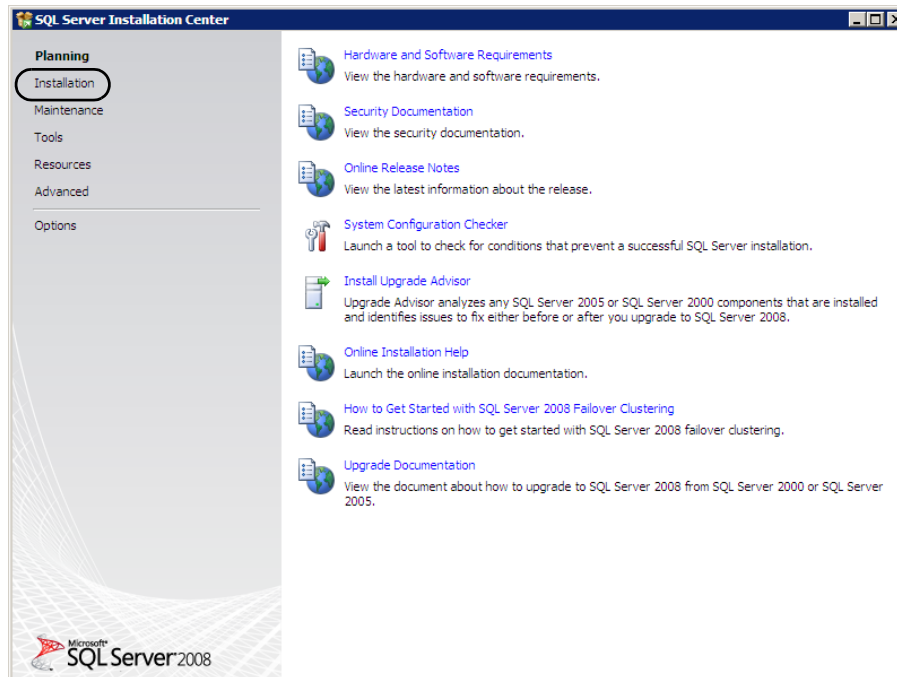 SQL Server Installation Center
Planning
Installation
Maintenance
Tools
Resources
Advanced
Options
Hardware and Software Requirements
View the hardware and software requirements.
Security Documentation
View the security documentation.
Online Release Notes
View the latest information about the release.
System Configuration Checker
Launch a tool to check for conditions that prevent a successful SQL Server installation.
Install Upgrade Advisor
Upgrade Advisor analyzes any SQL Server 2005 or SQL Server 2000 components that are installed
and identifies issues to fix either before or after you upgrade to SQL Server 2008.
Online Installation Help
Launch the online installation documentation.
How to Get Started with SQL Server 2008 Failover Clustering
Read instructions on how to get started with SQL Server 2008 failover clustering.
Upgrade Documentation
View the document about how to upgrade to SQL Server 2008 from SQL Server 2000 or SQL Server
2005.
Microsoft®
SQL Server 2008